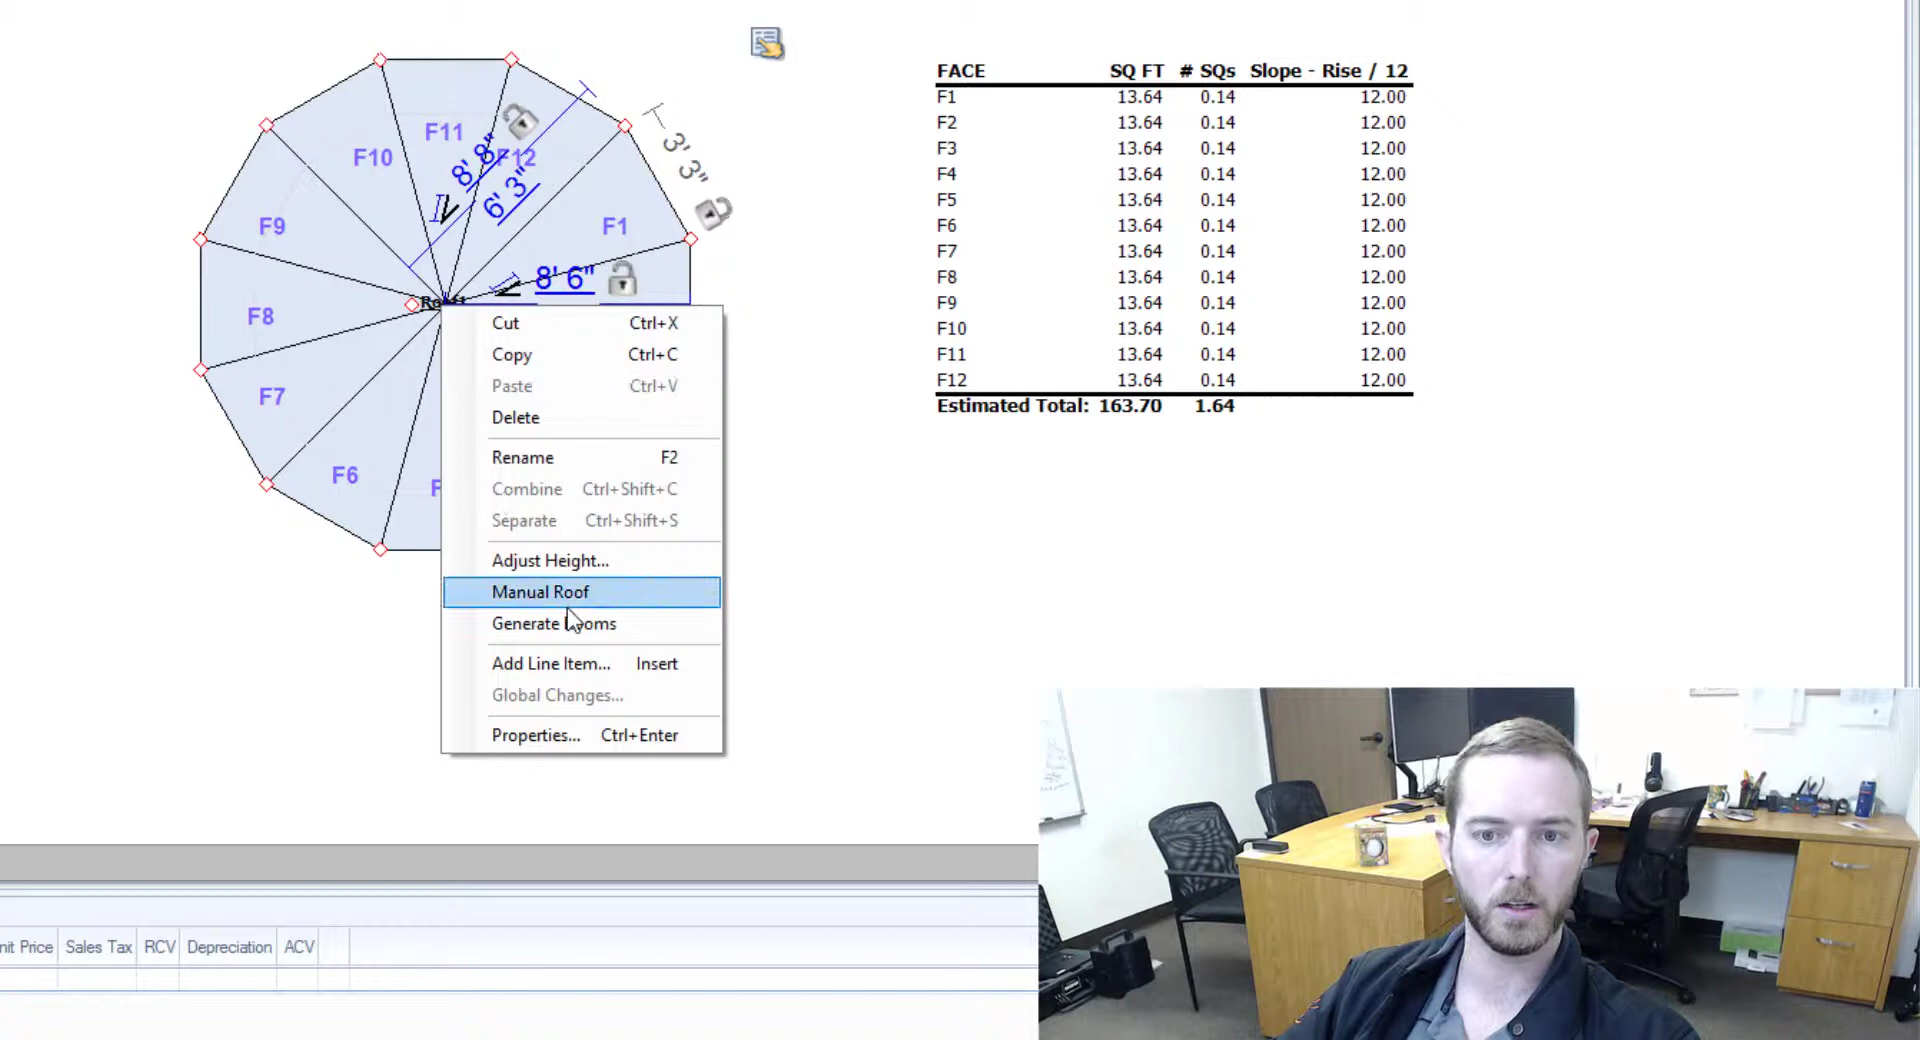 F11
F10
F12
8' 8"
6' 3"
3' 3"
F9
F1
8' 6"
F8
F7
F6
F
Cut Ctrl+X
Copy Ctrl+C
Paste Ctrl+V
Delete
Rename F2
Combine Ctrl+Shift+C
Separate Ctrl+Shift+S
Adjust Height...
Manual Roof
Generate
Add Line Item... Insert
Global Changes...
Properties... Ctrl+Enter
FACE SQ FT # SQs Slope - Rise / 12
F1 13.64 0.14 12.00
F2 13.64 0.14 12.00
F3 13.64 0.14 12.00
F4 13.64 0.14 12.00
F5 13.64 0.14 12.00
F6 13.64 0.14 12.00
F7 13.64 0.14 12.00
F8 13.64 0.14 12.00
F9 13.64 0.14 12.00
F10 13.64 0.14 12.00
F11 13.64 0.14 12.00
F12 13.64 0.14 12.00
Estimated Total: 163.70 1.64
nit Price Sales Tax RCV Depreciation ACV